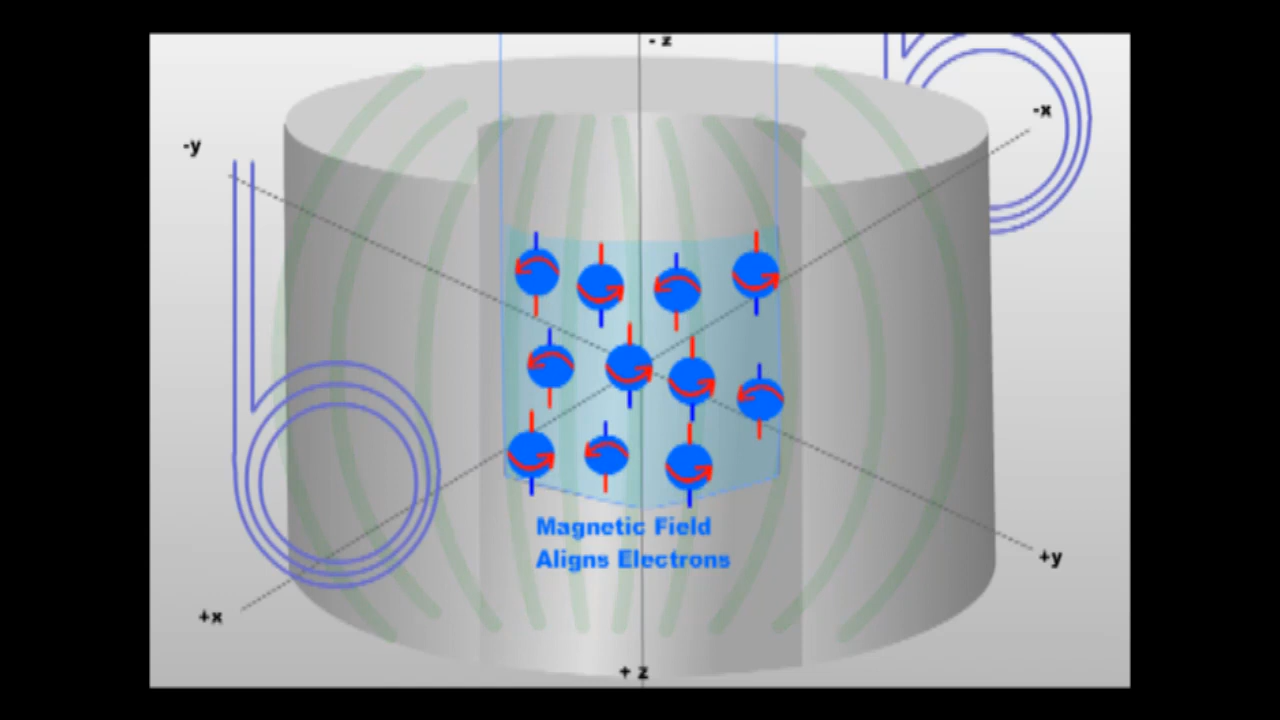 - z
-x
-y
Magnetic Field
Aligns Electrons
+y
+x
+ z